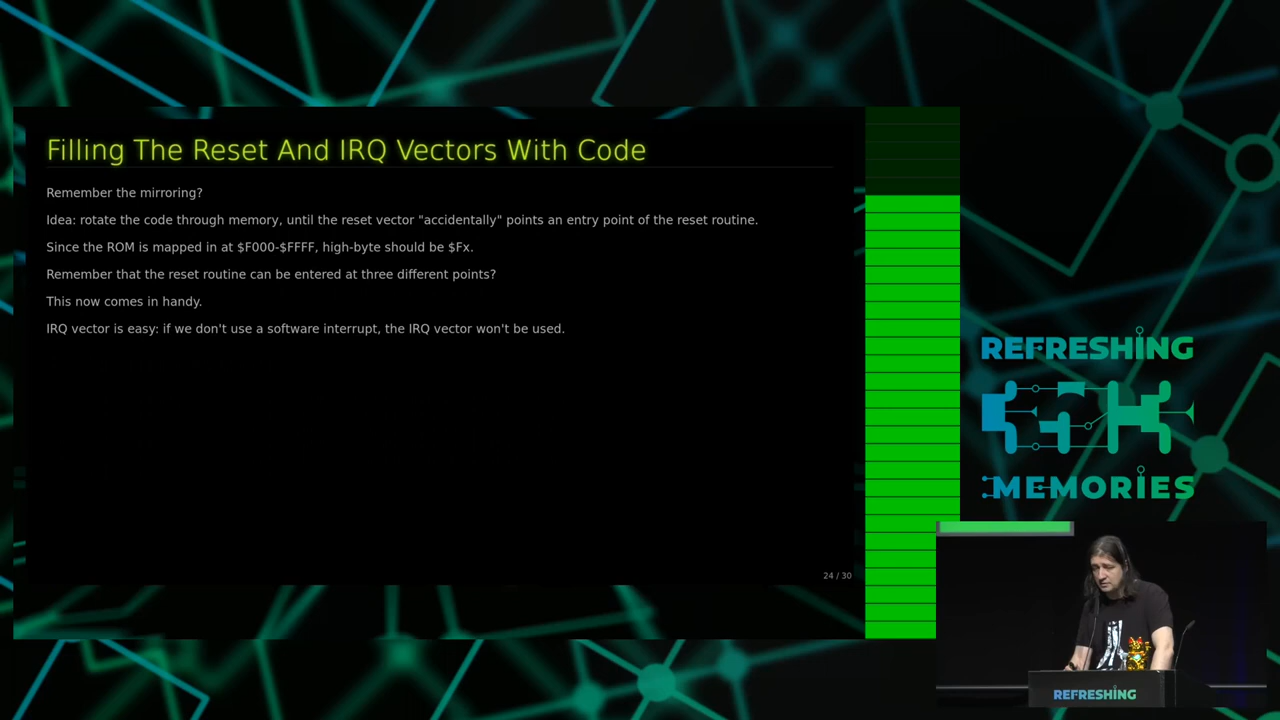 Filling The Reset And IRQ Vectors With Code
Remember the mirroring?
Idea: rotate the code through memory, until the reset vector "accidentally" points an entry point of the reset routine.
Since the ROM is mapped in at $F000-$FFFF, high-byte should be $Fx.
Remember that the reset routine can be entered at three different points?
This now comes in handy.
IRQ vector is easy: if we don't use a software interrupt, the IRQ vector won't be used.
24 / 30
REFRESHING
MEMORIES
REFRESHING